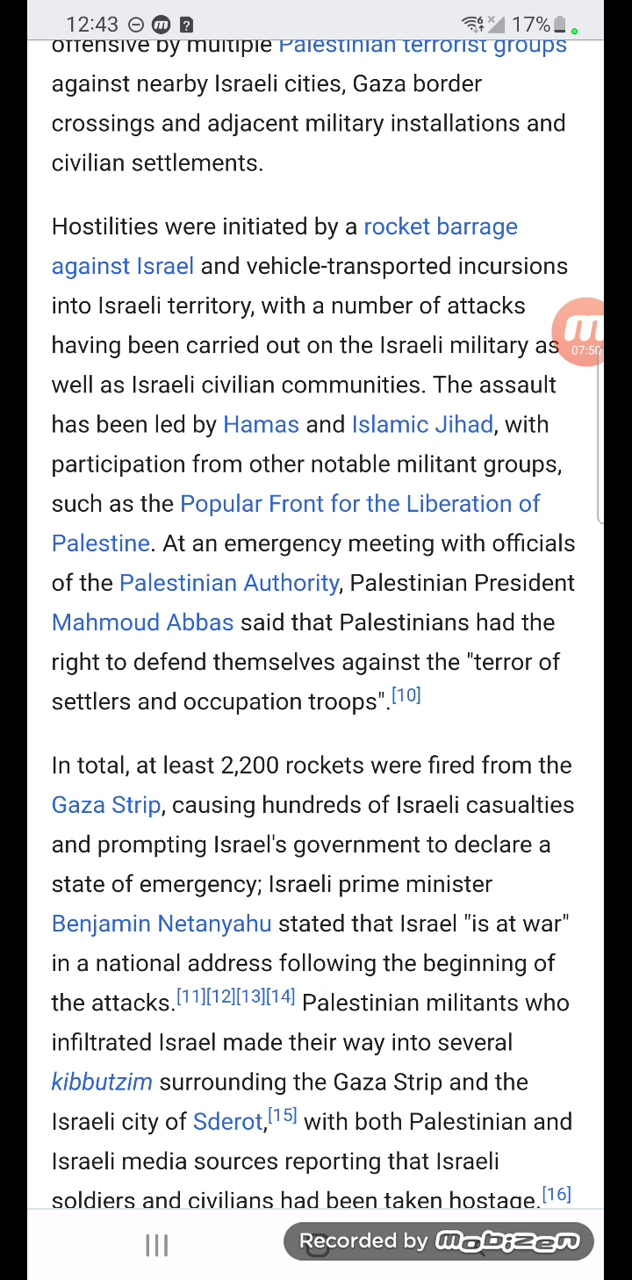 12:43 17%
offensive by multiple Palestinian terrorist groups
against nearby Israeli cities, Gaza border
crossings and adjacent military installations and
civilian settlements.
Hostilities were initiated by a rocket barrage
against Israel and vehicle-transported incursions
into Israeli territory, with a number of attacks
having been carried out on the Israeli military as
07:50
well as Israeli civilian communities. The assault
has been led by Hamas and Islamic Jihad, with
participation from other notable militant groups,
such as the Popular Front for the Liberation of
Palestine. At an emergency meeting with officials
of the Palestinian Authority, Palestinian President
Mahmoud Abbas said that Palestinians had the
right to defend themselves against the "terror of
settlers and occupation troops".[10]
In total, at least 2,200 rockets were fired from the
Gaza Strip, causing hundreds of Israeli casualties
and prompting Israel's government to declare a
state of emergency; Israeli prime minister
Benjamin Netanyahu stated that Israel "is at war"
in a national address following the beginning of
the attacks.[11][12][13][14] Palestinian militants who
infiltrated Israel made their way into several
kibbutzim surrounding the Gaza Strip and the
Israeli city of Sderot,[15] with both Palestinian and
Israeli media sources reporting that Israeli
soldiers and civilians had been taken hostage.[16]
Recorded by mobizen